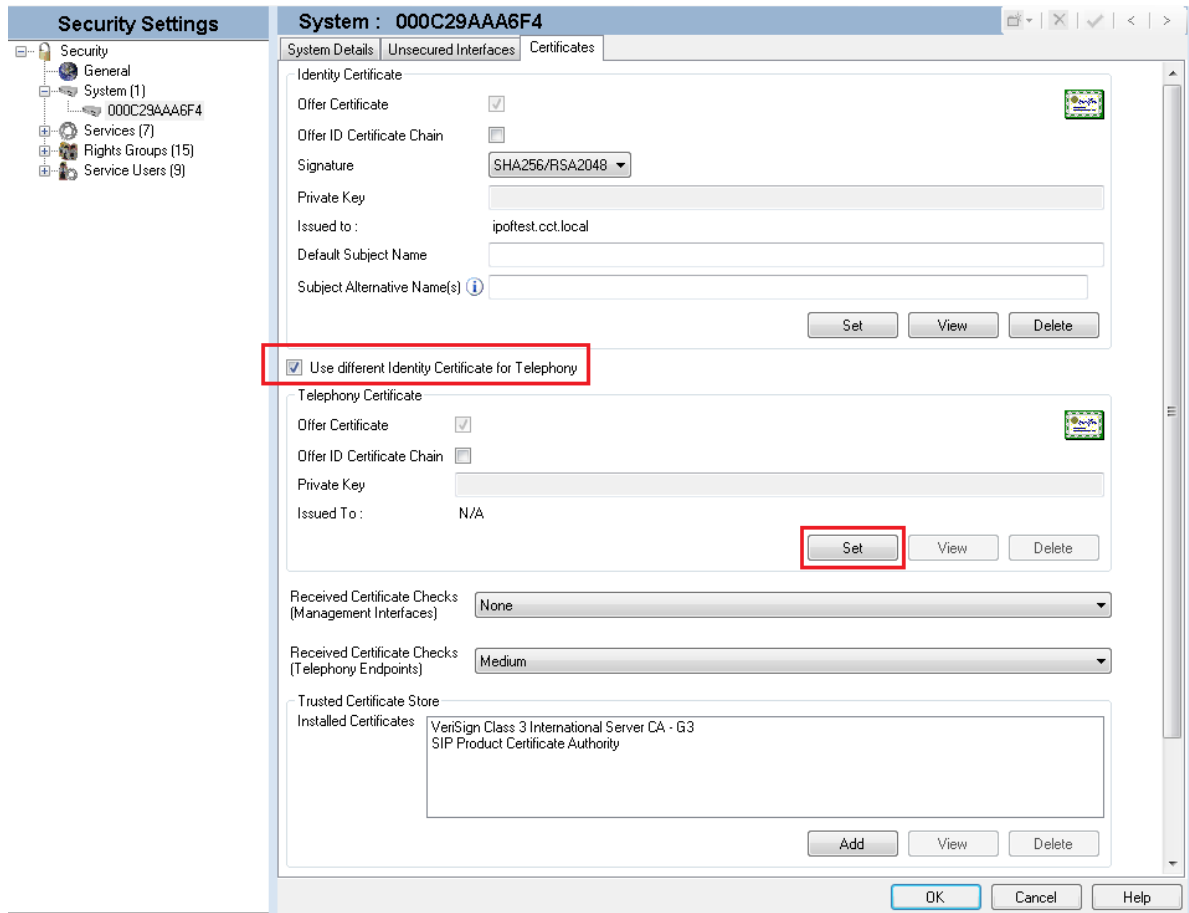 Security Settings
Security
General
System (1)
000C29AAA6F4
Services (7)
Rights Groups (15)
Service Users (9)
System : 000C29AAA6F4
System Details
Unsecured Interfaces
Certificates
Identity Certificate
Offer Certificate
Offer ID Certificate Chain
Signature
SHA256/RSA2048
Private Key
Issued to :
ipoftest.cct.local
Default Subject Name
Subject Alternative Name(s)
Set
View
Delete
Use different Identity Certificate for Telephony
Telephony Certificate
Offer Certificate
Offer ID Certificate Chain
Private Key
Issued To :
N/A
Set
View
Delete
Received Certificate Checks
(Management Interfaces)
None
Received Certificate Checks
(Telephony Endpoints)
Medium
Trusted Certificate Store
Installed Certificates
VeriSign Class 3 International Server CA - G3
SIP Product Certificate Authority
Add
View
Delete
OK
Cancel
Help